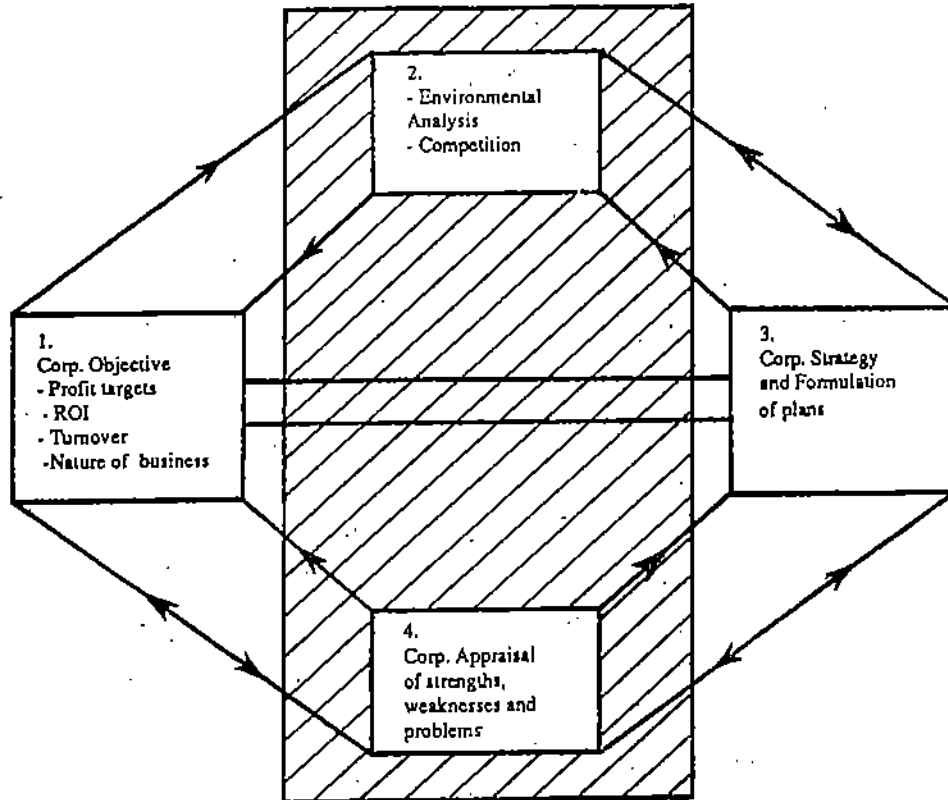 1.
Corp. Objective
- Profit targets
- ROI
- Turnover
-Nature of business
2.
- Environmental
Analysis
- Competition
3.
Corp. Strategy
and Formulation
of plans
4.
Corp. Appraisal
of strengths,
weaknesses and
problems